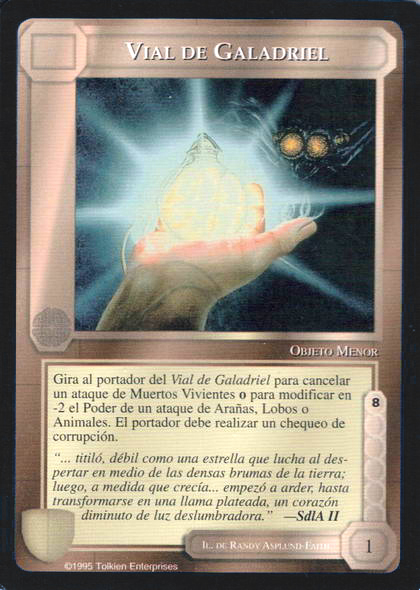 VIAL DE GALADRIEL
OBJETO MENOR
Gira al portador del Vial de Galadriel para cancelar
un ataque de Muertos Vivientes o para modificar en
-2 el Poder de un ataque de Arañas, Lobos o
Animales. El portador debe realizar un chequeo de
corrupción.
8
“... titiló, débil como una estrella que lucha al des-
pertar en medio de las densas brumas de la tierra;
luego, a medida que crecía... empezó a arder, hasta
transformarse en una llama plateada, un corazón
diminuto de luz deslumbradora.” —SdlA II
IL. DE RANDY ASPLUND-FAITH
1
©1995 Tolkien Enterprises